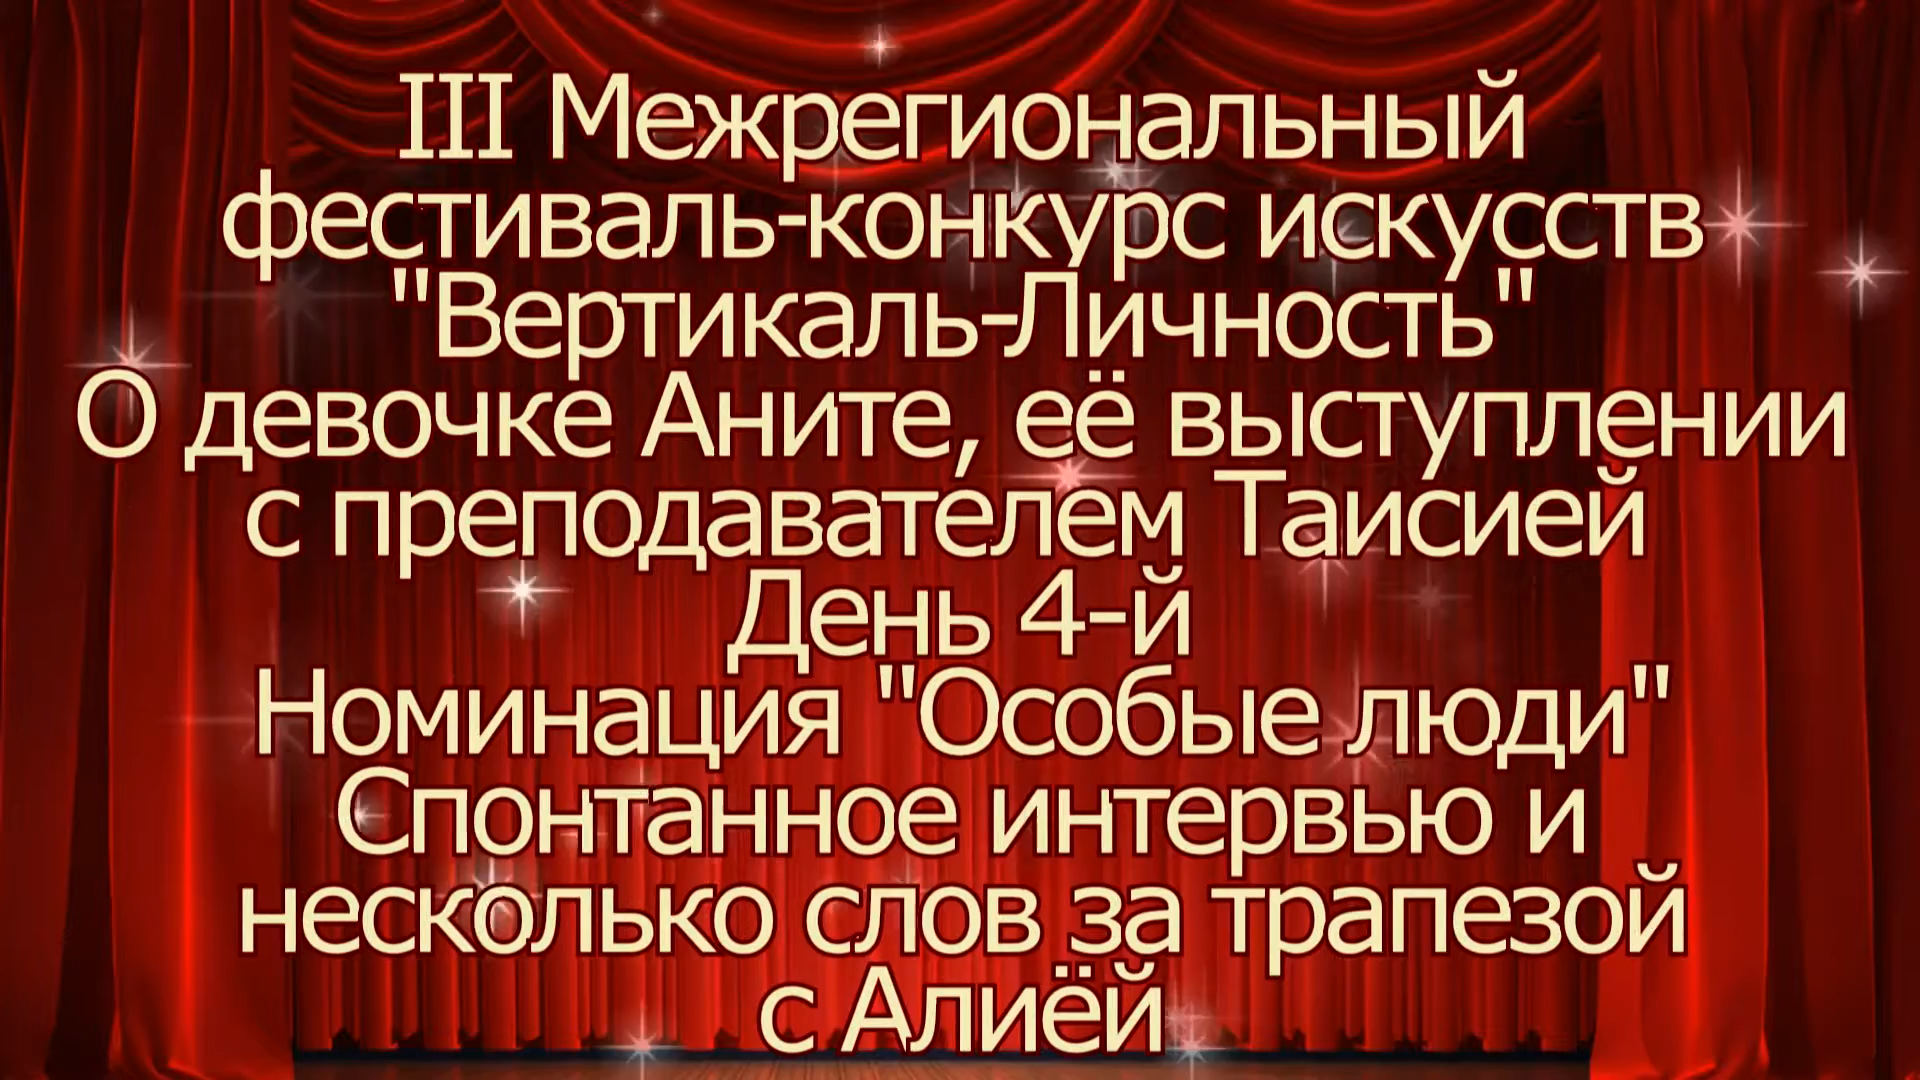 III Межрегиональный
фестиваль-конкурс искусств
"Вертикаль-Личность"
О девочке Аните, её выступлении
с преподавателем Таисией
День 4-й
Номинация "Особые люди"
Спонтанное интервью и
несколько слов за трапезой
с Алиёй